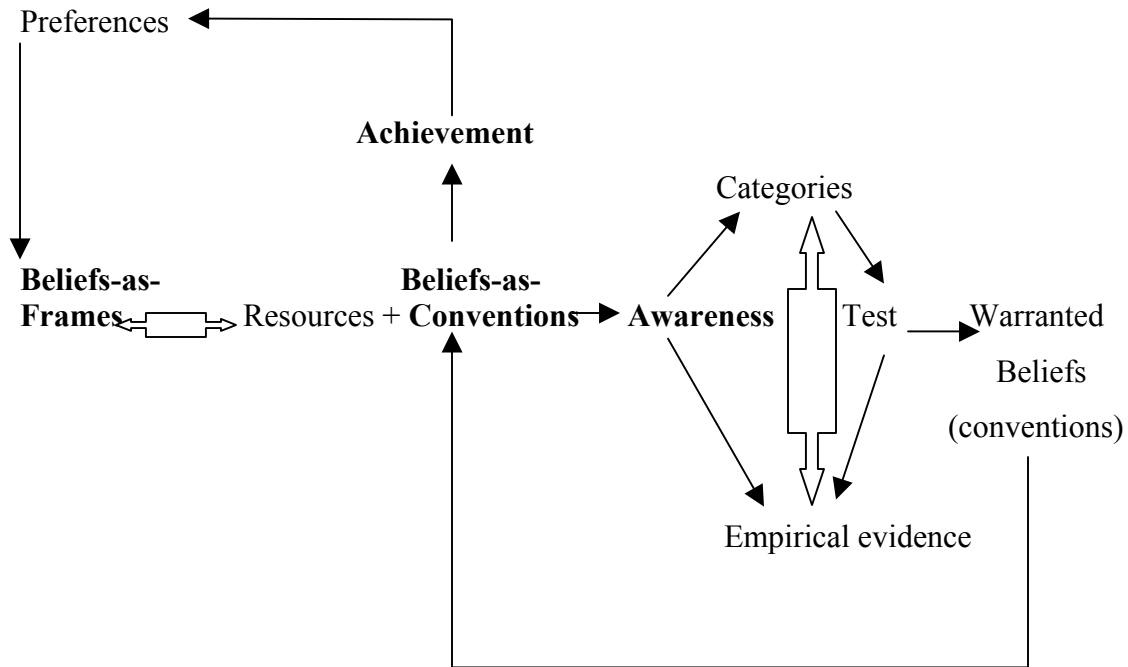 Preferences
Achievement
Categories
Beliefs-as-
Frames
Resources +
Beliefs-as-
Conventions
Awareness
Test
Warranted
Beliefs
(conventions)
Empirical evidence